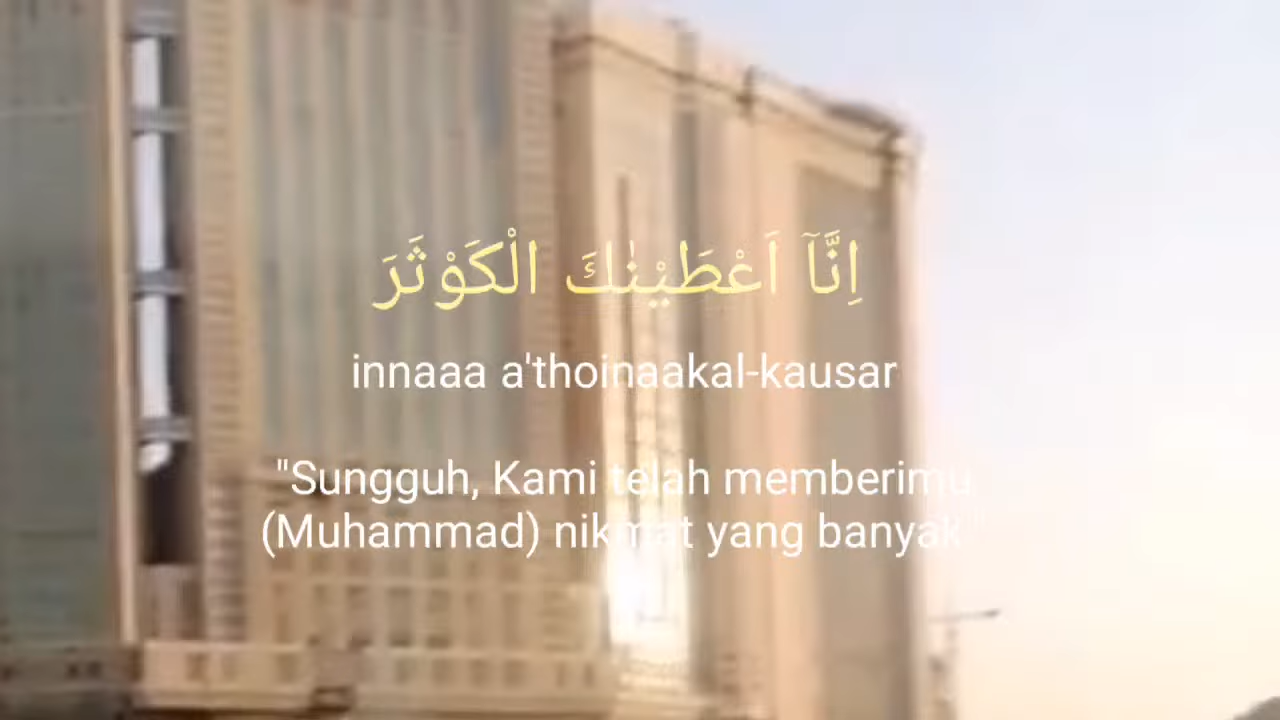 اِنَّآ اَعْطَيْنٰكَ الْكَوْثَرَ
innaaa a'thoinaakal-kausar
"Sungguh, Kami telah memberimu
(Muhammad) nikmat yang banyak"